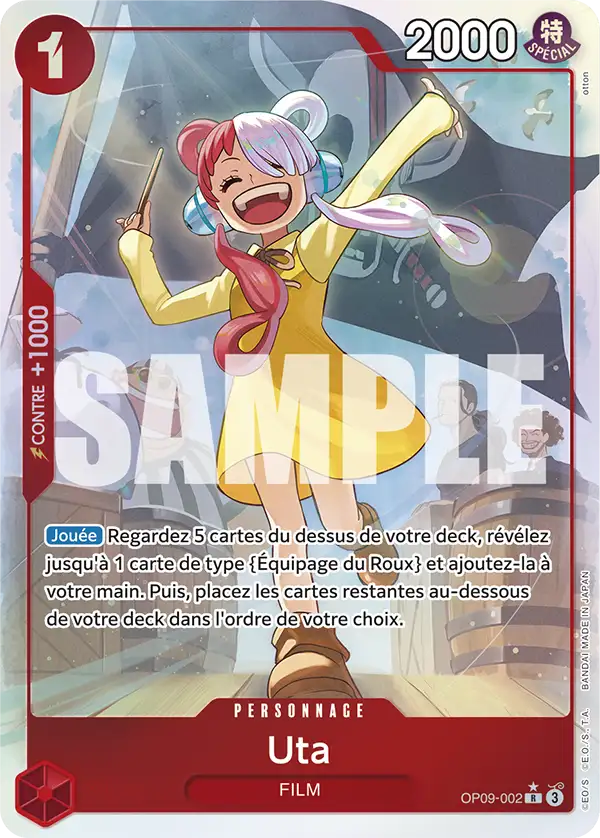 1
2000
特
SPÉCIAL
otton
CONTRE +1000
SAMPLE
Jouée Regardez 5 cartes du dessus de votre deck, révélez
jusqu'à 1 carte de type {Équipage du Roux} et ajoutez-la à
votre main. Puis, placez les cartes restantes au-dessous
de votre deck dans l'ordre de votre choix.
©E.O./S.,T.A. BANDAI MADE IN JAPAN
©E.O/S
PERSONNAGE
Uta
FILM
OP09-002 R 3